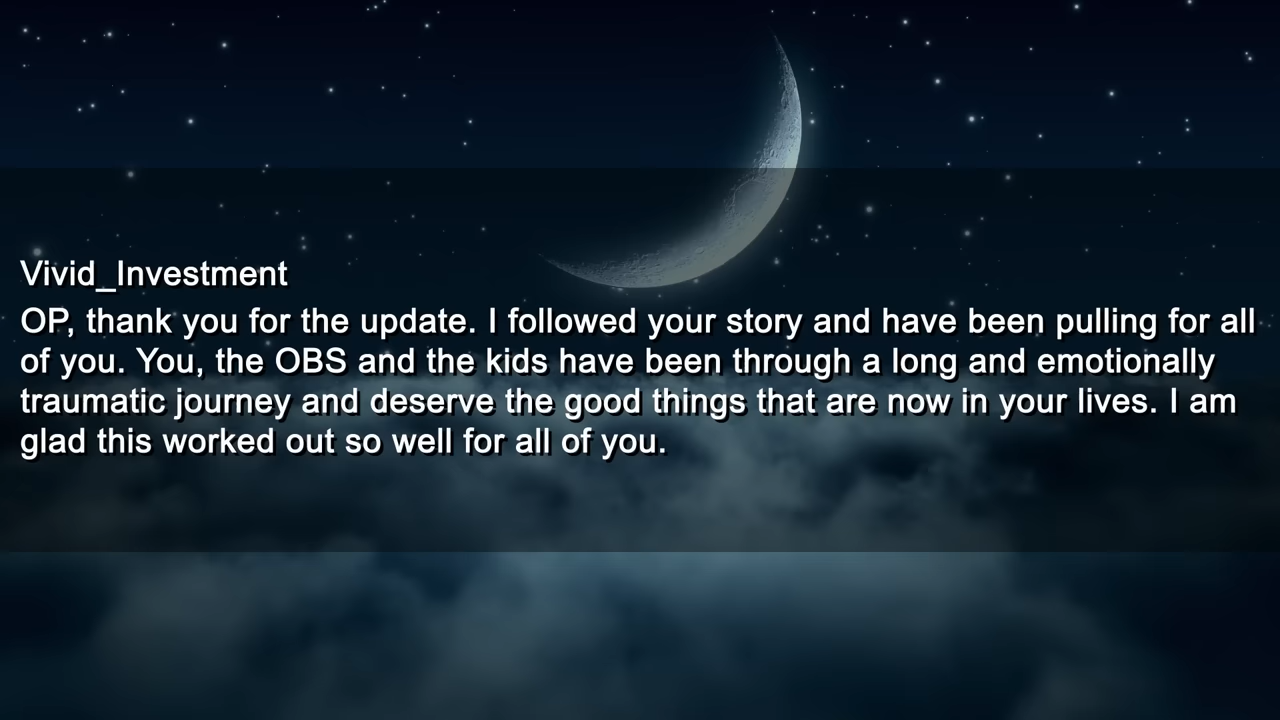 Vivid_Investment
OP, thank you for the update. I followed your story and have been pulling for all
of you. You, the OBS and the kids have been through a long and emotionally
traumatic journey and deserve the good things that are now in your lives. I am
glad this worked out so well for all of you.